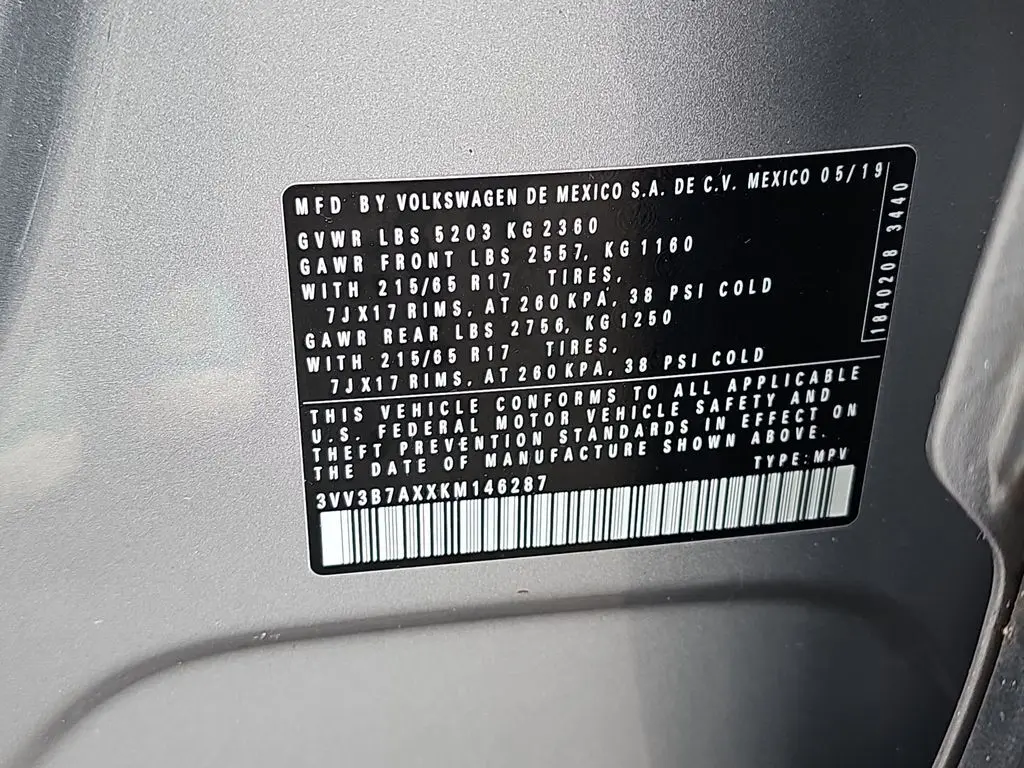 MFD BY VOLKSWAGEN DE MEXICO S.A. DE C.V. MEXICO 05/19
GVWR LBS 5203 KG 2360
GAWR FRONT LBS 2557, KG 1160
WITH 215/65 R17 TIRES,
7JX17 RIMS, AT 260 KPA, 38 PSI COLD
GAWR REAR LBS 2756, KG 1250
WITH 215/65 R17 TIRES,
7JX17 RIMS, AT 260 KPA, 38 PSI COLD
1840208 3440
THIS VEHICLE CONFORMS TO ALL APPLICABLE
U.S. FEDERAL MOTOR VEHICLE SAFETY AND
THEFT PREVENTION STANDARDS IN EFFECT ON
THE DATE OF MANUFACTURE SHOWN ABOVE.
TYPE: MPV
3VV3B7AXXKM146287